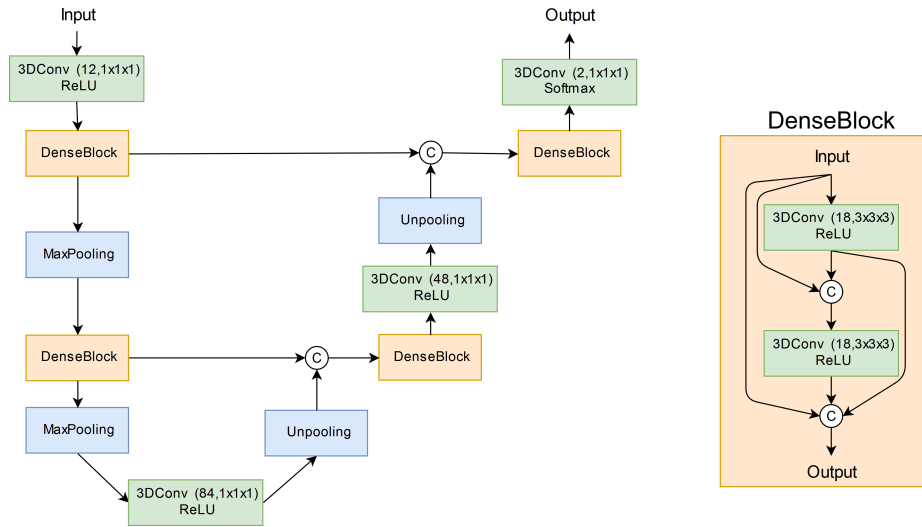 Input
3DConv (12,1x1x1)
ReLU
DenseBlock
MaxPooling
DenseBlock
MaxPooling
3DConv (84,1x1x1)
ReLU
Unpooling
C
DenseBlock
3DConv (48,1x1x1)
ReLU
Unpooling
C
DenseBlock
3DConv (2,1x1x1)
Softmax
Output
DenseBlock
Input
3DConv (18,3x3x3)
ReLU
C
3DConv (18,3x3x3)
ReLU
C
Output